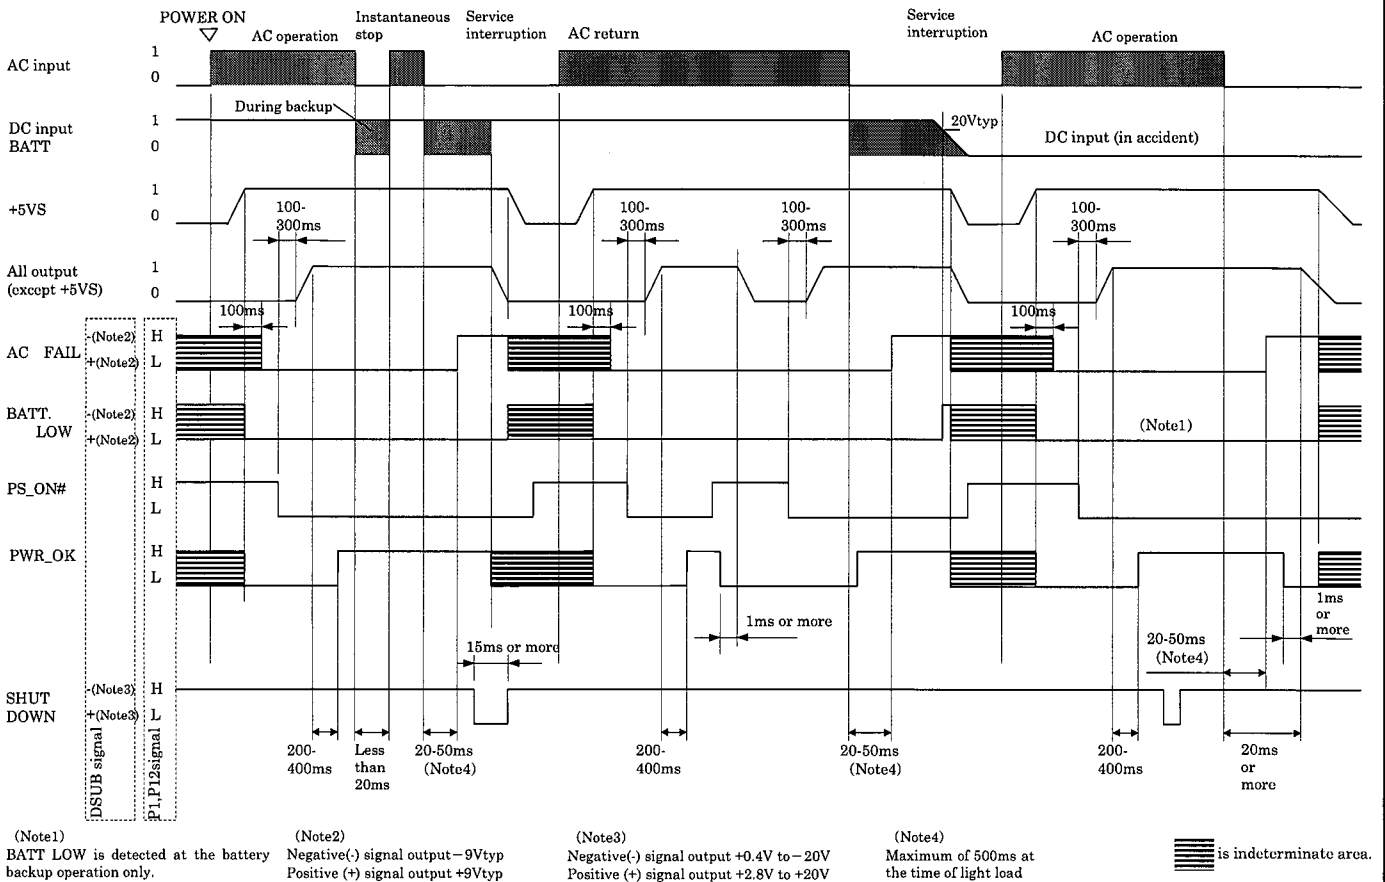 POWER ON
Instantaneous
stop
Service
interruption
Service
interruption
AC operation
AC return
AC operation
AC input
1
0
During backup
DC input
BATT
1
0
20Vtyp
DC input (in accident)
+5VS
1
0
100-
300ms
100-
300ms
100-
300ms
100-
300ms
All output
(except +5VS)
1
0
100ms
100ms
100ms
AC FAIL
-(Note2)
+(Note2)
H
L
BATT.
LOW
-(Note2)
+(Note2)
H
L
(Note1)
PS_ON#
H
L
PWR_OK
H
L
1ms or more
1ms
or
more
15ms or more
20-50ms
(Note4)
SHUT
DOWN
-(Note3)
+(Note3)
H
L
DSUB signal
P1,P12signal
200-
400ms
Less
than
20ms
20-50ms
(Note4)
200-
400ms
20-50ms
(Note4)
200-
400ms
20ms
or
more
(Note1)
BATT LOW is detected at the battery
backup operation only.
(Note2)
Negative(-) signal output−9Vtyp
Positive (+) signal output +9Vtyp
(Note3)
Negative(-) signal output +0.4V to−20V
Positive (+) signal output +2.8V to +20V
(Note4)
Maximum of 500ms at
the time of light load
is indeterminate area.